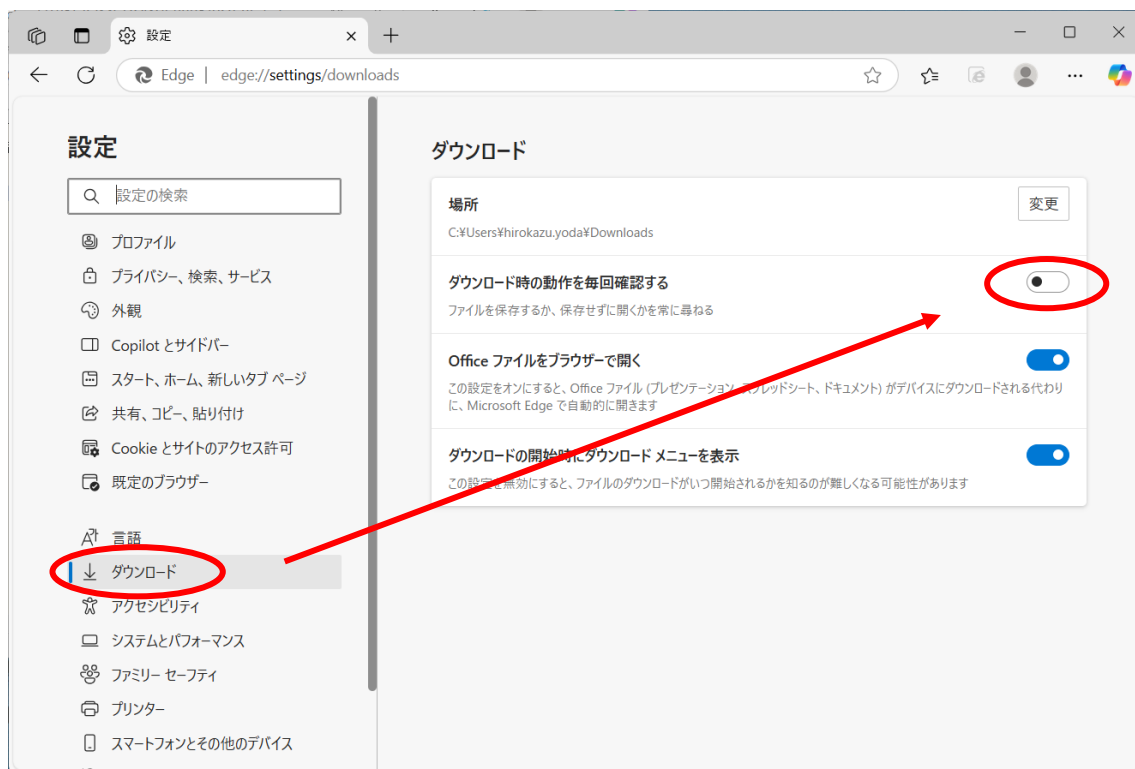 設定
Edge | edge://settings/downloads
設定
設定の検索
プロファイル
プライバシー、検索、サービス
外観
Copilot とサイドバー
スタート、ホーム、新しいタブ ページ
共有、コピー、貼り付け
Cookie とサイトのアクセス許可
既定のブラウザー
言語
ダウンロード
アクセシビリティ
システムとパフォーマンス
ファミリー セーフティ
プリンター
スマートフォンとその他のデバイス
ダウンロード
場所
変更
C:¥Users¥hirokazu.yoda¥Downloads
ダウンロード時の動作を毎回確認する
ファイルを保存するか、保存せずに開くかを常に尋ねる
Office ファイルをブラウザーで開く
この設定をオンにすると、Office ファイル (プレゼンテーション、スプレッドシート、ドキュメント) がデバイスにダウンロードされる代わり
に、Microsoft Edge で自動的に開きます
ダウンロードの開始時にダウンロード メニューを表示
この設定を無効にすると、ファイルのダウンロードがいつ開始されるかを知るのが難しくなる可能性があります